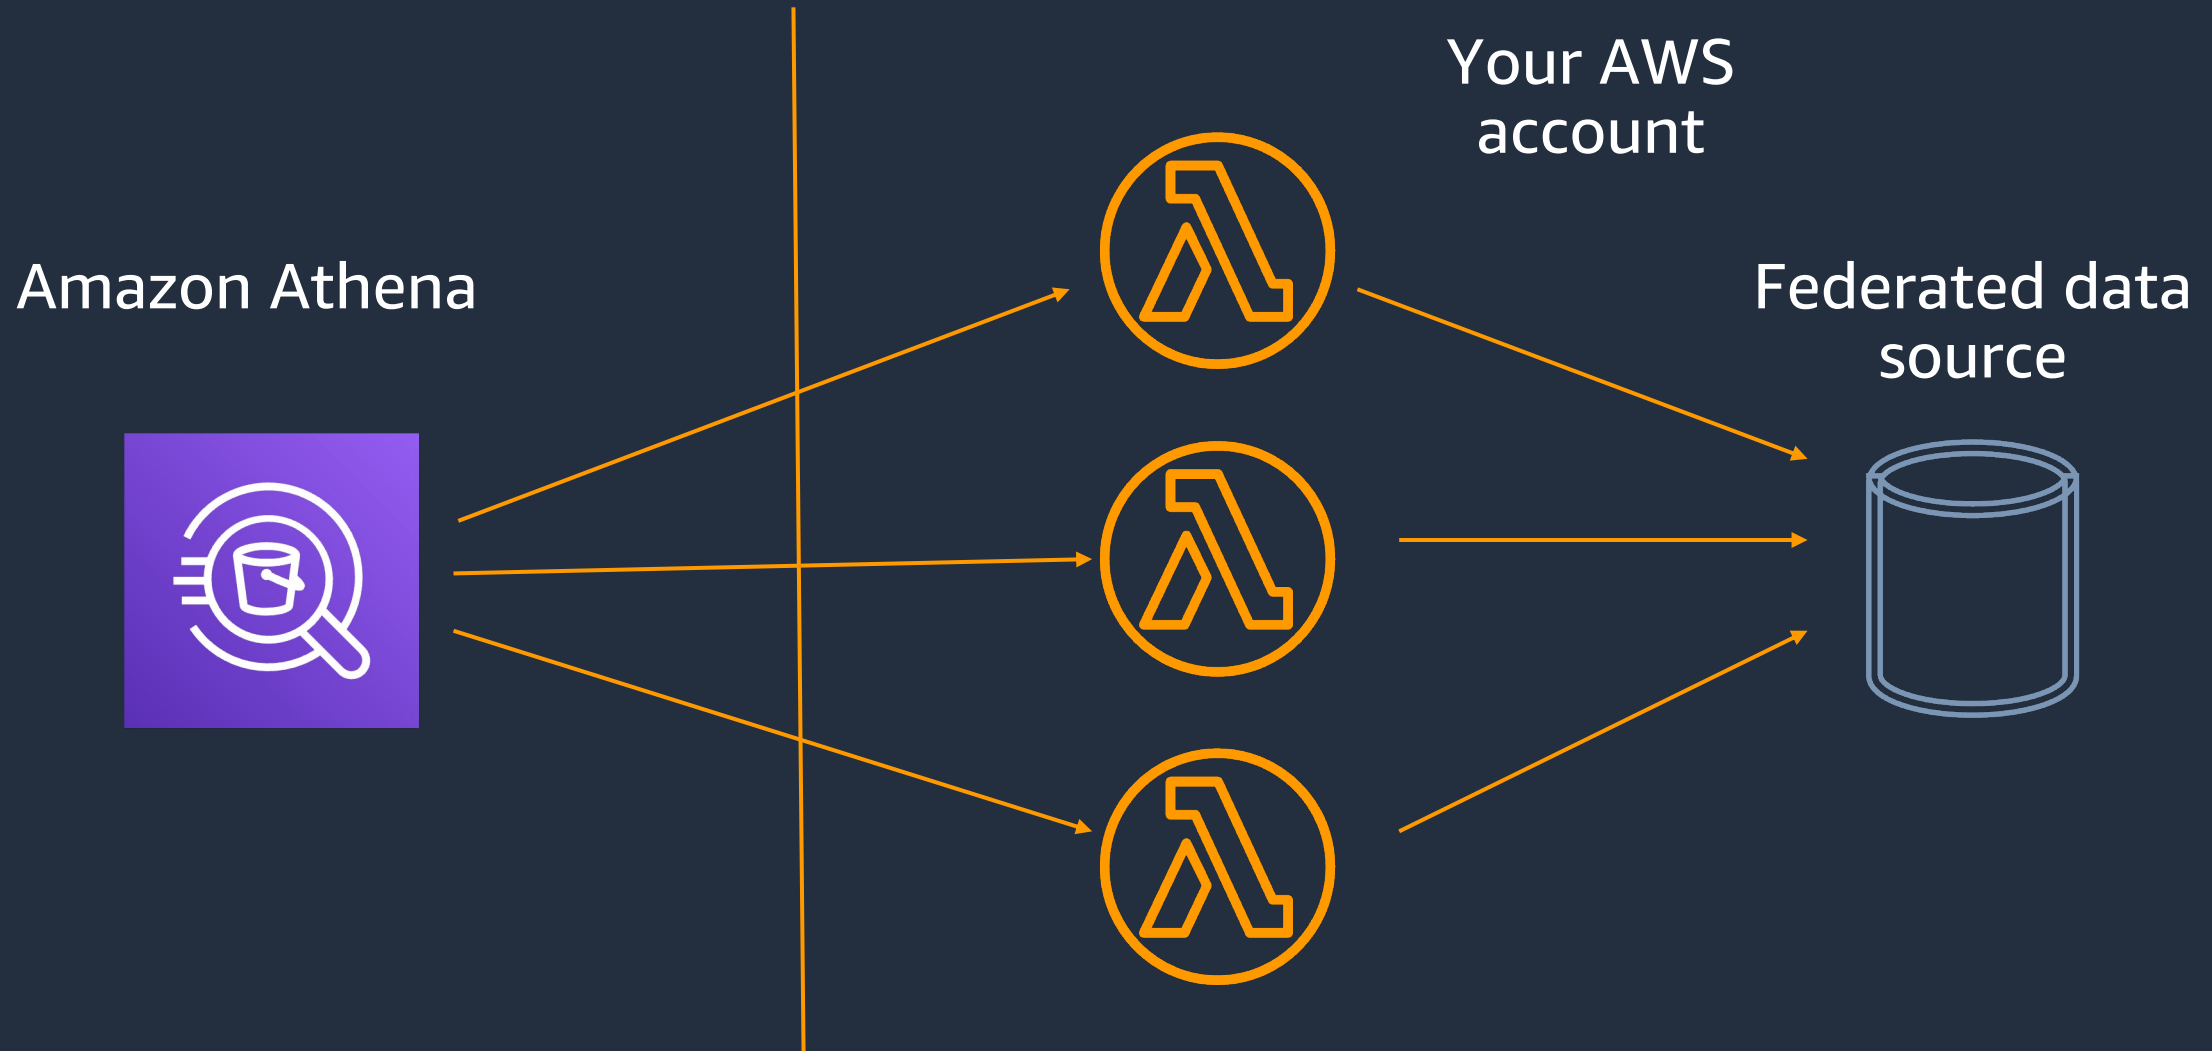 Your AWS
account
Amazon Athena
Federated data
source